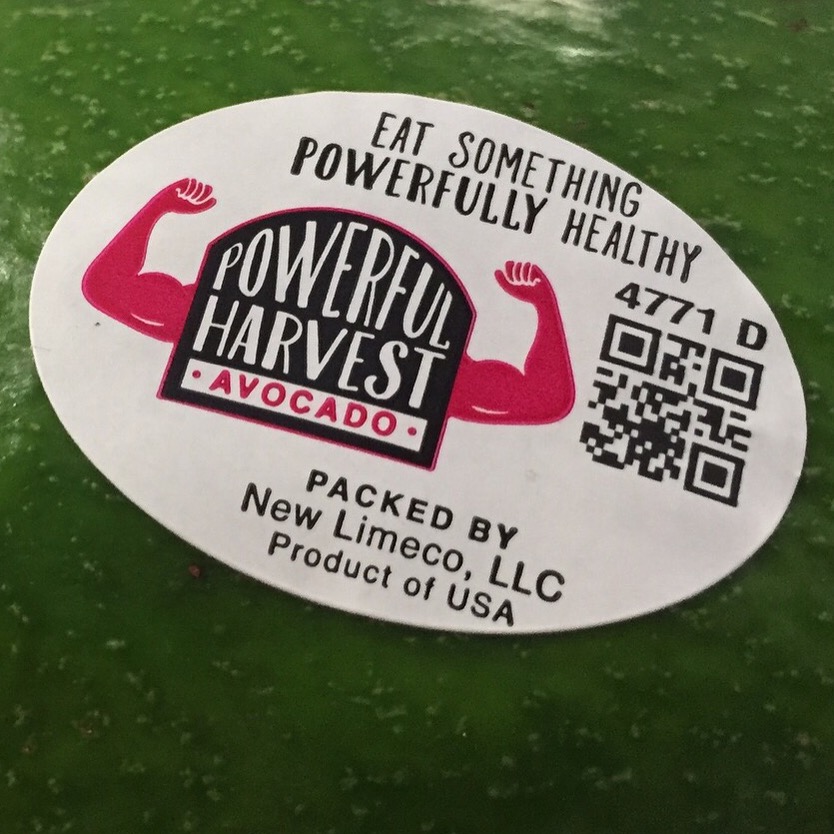 EAT SOMETHING
POWERFULLY HEALTHY
4771 D
POWERFUL
HARVEST
• AVOCADO •
PACKED BY
New Limeco, LLC
Product of USA